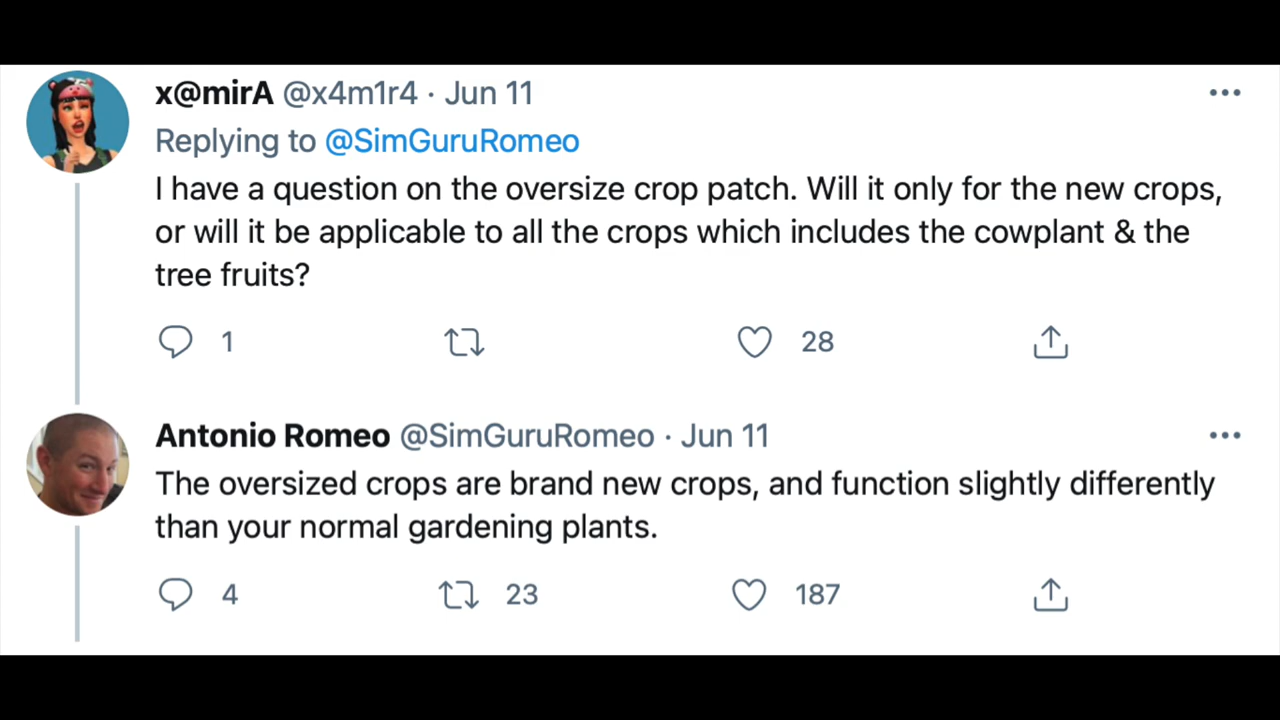 x@mirA @x4m1r4 · Jun 11
Replying to @SimGuruRomeo
I have a question on the oversize crop patch. Will it only for the new crops,
or will it be applicable to all the crops which includes the cowplant & the
tree fruits?
1 28
Antonio Romeo @SimGuruRomeo · Jun 11
The oversized crops are brand new crops, and function slightly differently
than your normal gardening plants.
4 23 187